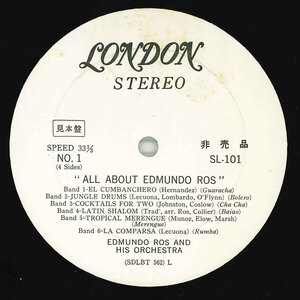 LONDON
STEREO
見本盤
非売品
SPEED 33⅓
NO. 1
SL-101
(4 Sides)
"ALL ABOUT EDMUNDO ROS"
Band 1-EL CUMBANCHERO (Hernandez) (Guaracha)
Band 2-JUNGLE DRUMS (Lecuona, Lombardo, O'Flynn) (Bolero)
Band 3-COCKTAILS FOR TWO (Johnston, Coslow) (Cha Cha)
Band 4-LATIN SHALOM (Trad', arr, Ros, Collier) (Baiao)
Band 5-TROPICAL MERENGUE (Munoz, Elow, Marsh)
(Merengue)
Band 6-LA COMPARSA (Lecuona) (Rumba)
EDMUNDO ROS AND
HIS ORCHESTRA
(SDLBT 562) L